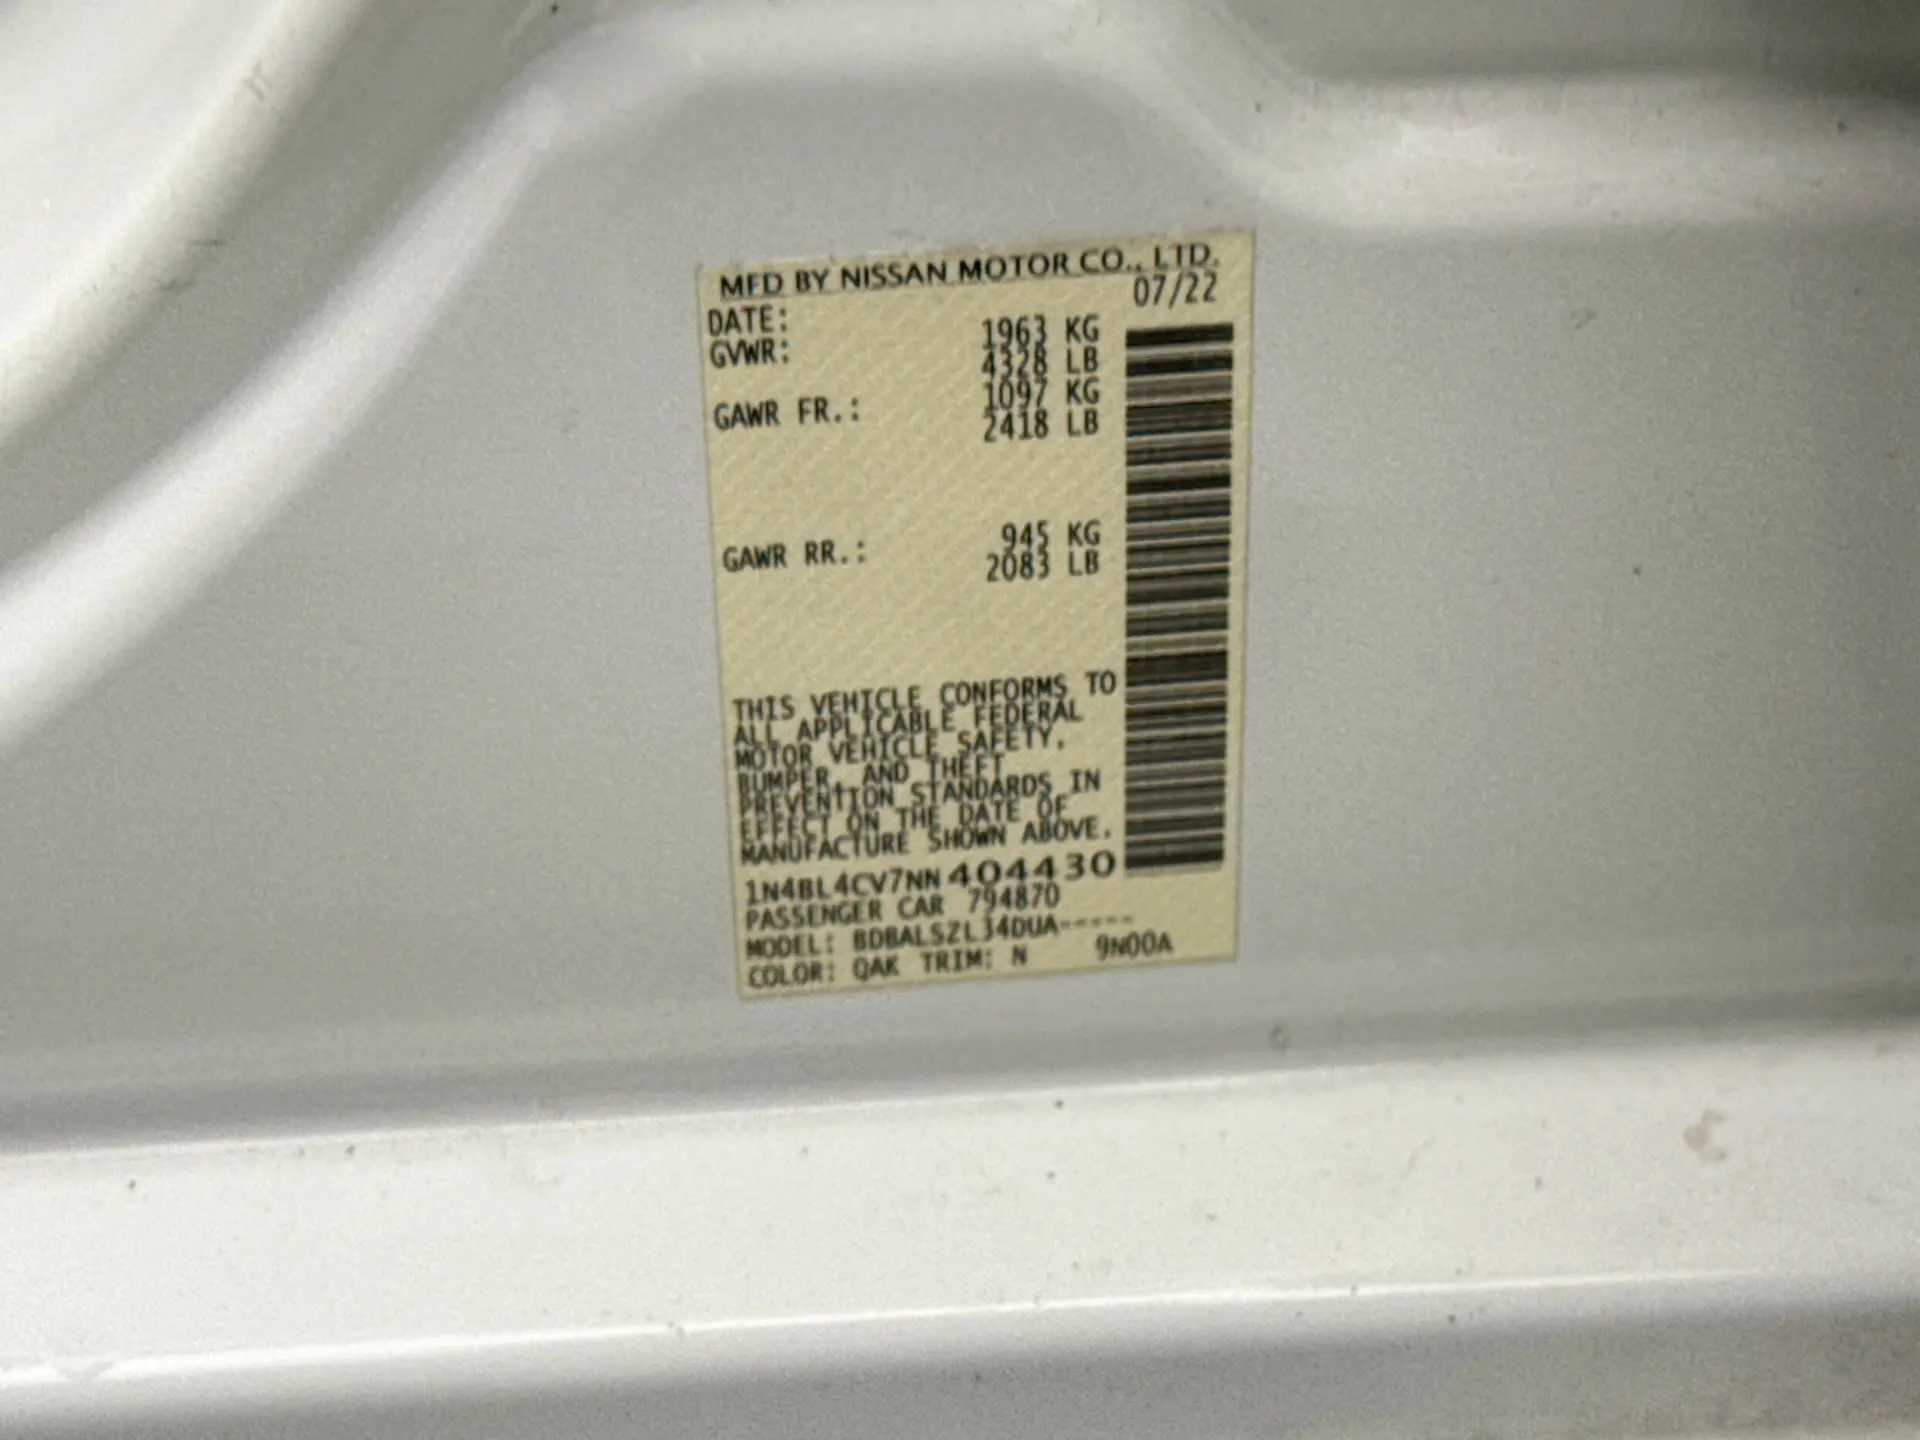 MFD BY NISSAN MOTOR CO., LTD.
DATE: 07/22
GVWR: 1963 KG
4328 LB
GAWR FR.: 1097 KG
2418 LB
GAWR RR.: 945 KG
2083 LB
THIS VEHICLE CONFORMS TO
ALL APPLICABLE FEDERAL
MOTOR VEHICLE SAFETY,
BUMPER, AND THEFT
PREVENTION STANDARDS IN
EFFECT ON THE DATE OF
MANUFACTURE SHOWN ABOVE.
1N4BL4CV7NN404430
PASSENGER CAR 794870
MODEL: BDBALSZL34DUA-----
COLOR: QAK TRIM: N 9N00A